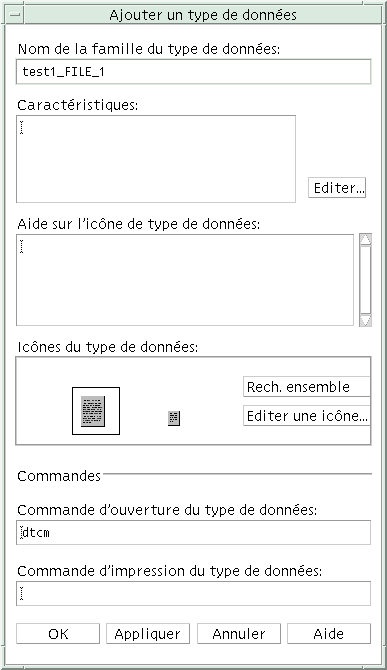 Ajouter un type de données
Nom de la famille du type de données:
test1_FILE_1
Caractéristiques:
Editer...
Aide sur l'icône de type de données:
Icônes du type de données:
Rech. ensemble
Editer une icône...
Commandes
Commande d'ouverture du type de données:
dtcm
Commande d'impression du type de données:
OK Appliquer Annuler Aide